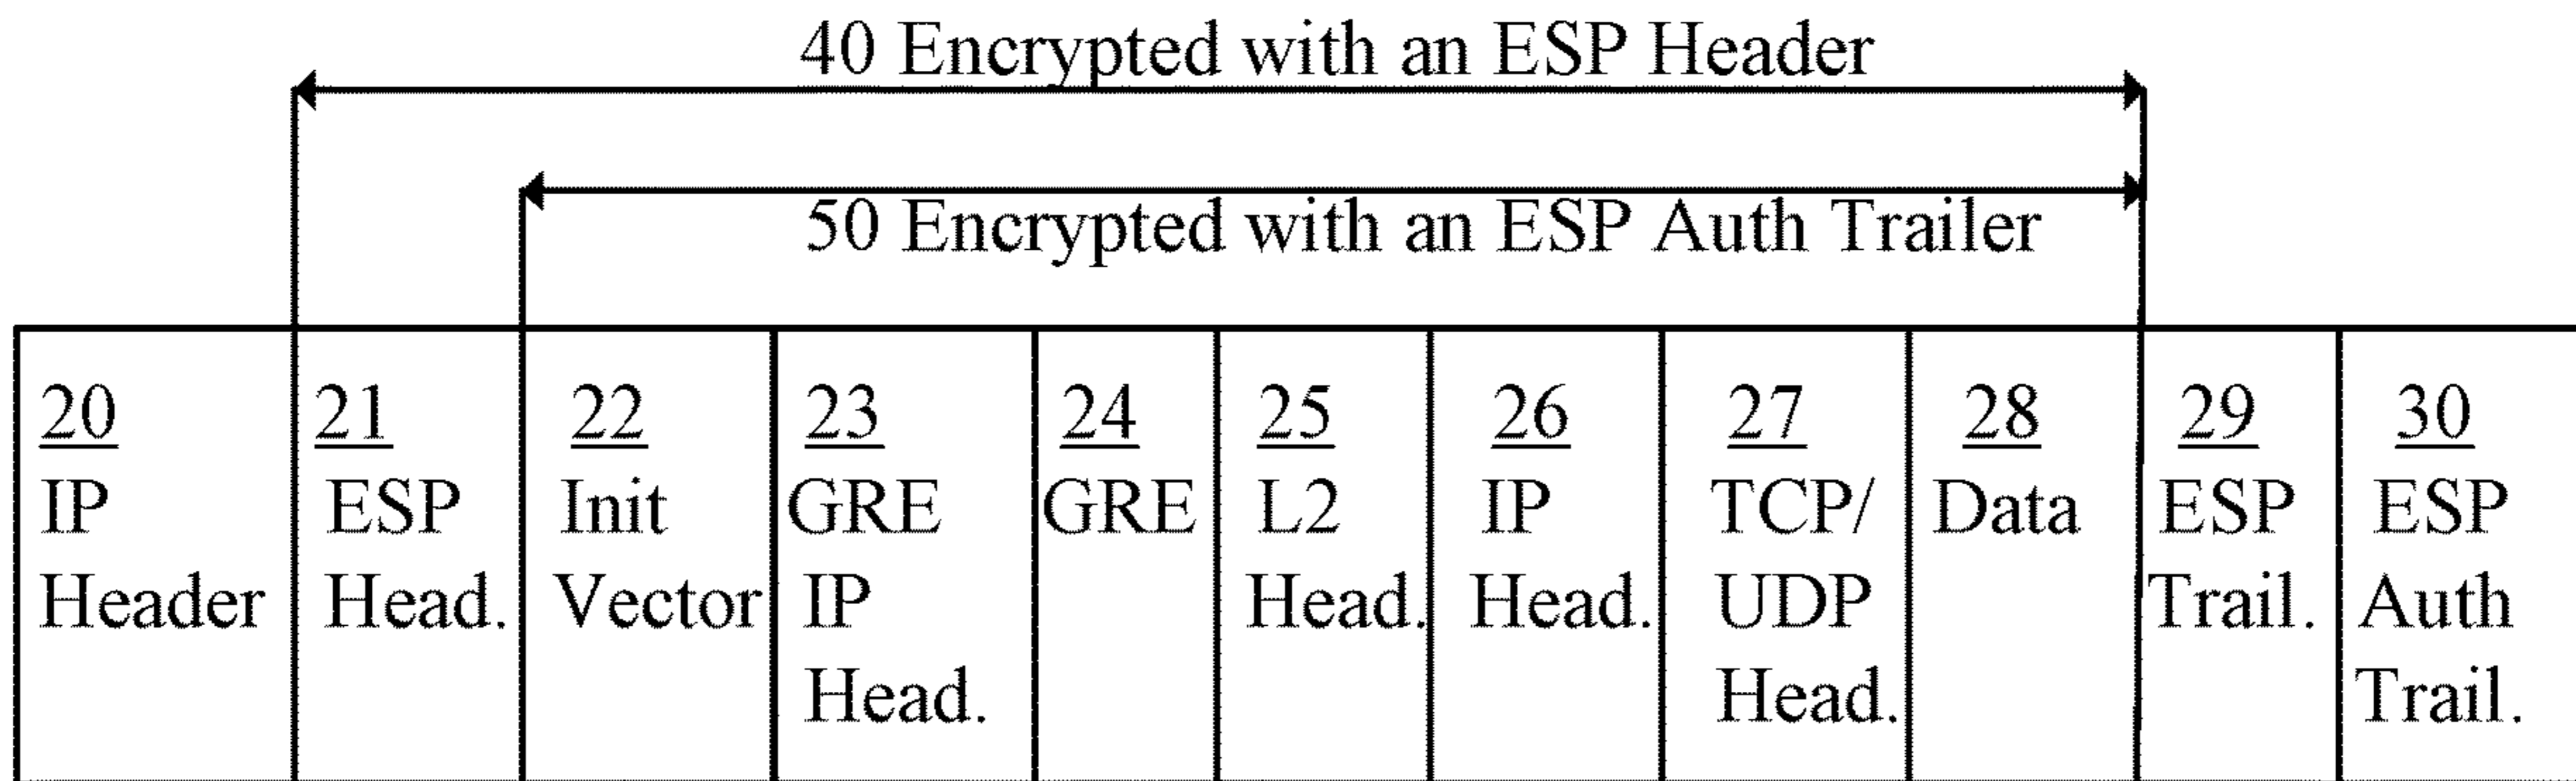 40 Encrypted with an ESP Header
50 Encrypted with an ESP Auth Trailer
20
IP
Header
21
ESP
Head.
22
Init
Vector
23
GRE
IP
Head.
24
GRE
25
L2
Head.
26
IP
Head.
27
TCP/
UDP
Head.
28
Data
29
ESP
Trail.
30
ESP
Auth
Trail.